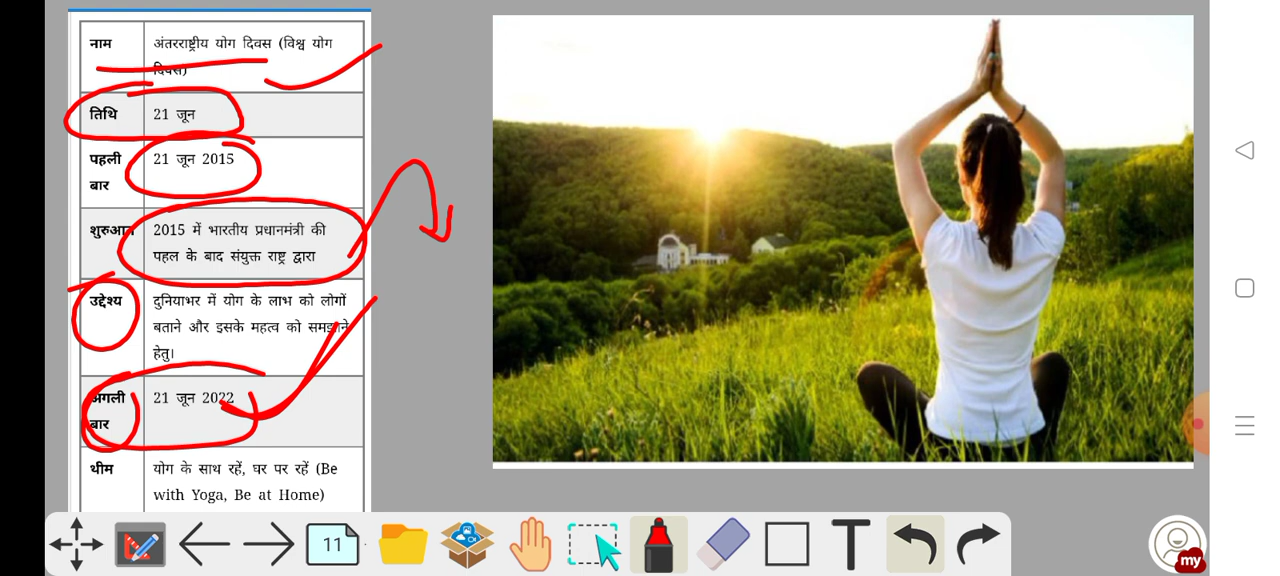 नाम अंतरराष्ट्रीय योग दिवस (विश्व योग
दिवस)
तिथि 21 जून
पहली 21 जून 2015
बार
शुरुआत 2015 में भारतीय प्रधानमंत्री की
पहल के बाद संयुक्त राष्ट्र द्वारा
उद्देश्य दुनियाभर में योग के लाभ को लोगों
बताने और इसके महत्व को समझाने
हेतु।
अगली 21 जून 2022
बार
थीम योग के साथ रहें, घर पर रहें (Be
with Yoga, Be at Home)
11
T
my